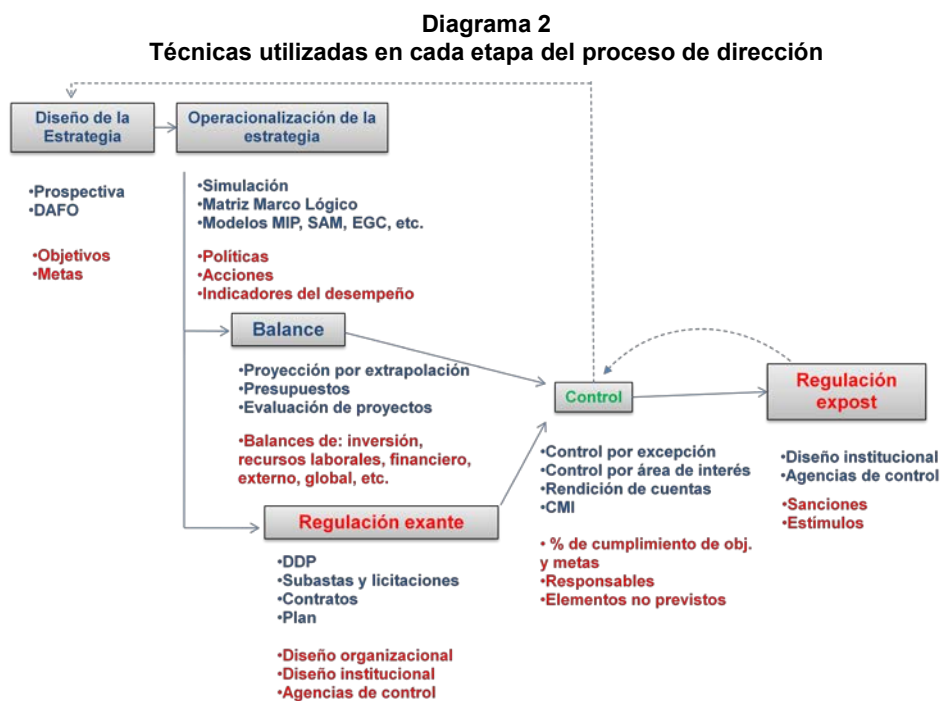 Diagrama 2
Técnicas utilizadas en cada etapa del proceso de dirección
Diseño de la
Estrategia
Operacionalización de la
estrategia
•Prospectiva
•DAFO
•Objetivos
•Metas
•Simulación
•Matriz Marco Lógico
•Modelos MIP, SAM, EGC, etc.
•Políticas
•Acciones
•Indicadores del desempeño
Balance
•Proyección por extrapolación
•Presupuestos
•Evaluación de proyectos
•Balances de: inversión,
recursos laborales, financiero,
externo, global, etc.
Regulación exante
•DDP
•Subastas y licitaciones
•Contratos
•Plan
•Diseño organizacional
•Diseño institucional
•Agencias de control
Control
•Control por excepción
•Control por área de interés
•Rendición de cuentas
•CMI
• % de cumplimiento de obj.
y metas
•Responsables
•Elementos no previstos
Regulación
expost
•Diseño institucional
•Agencias de control
•Sanciones
•Estímulos